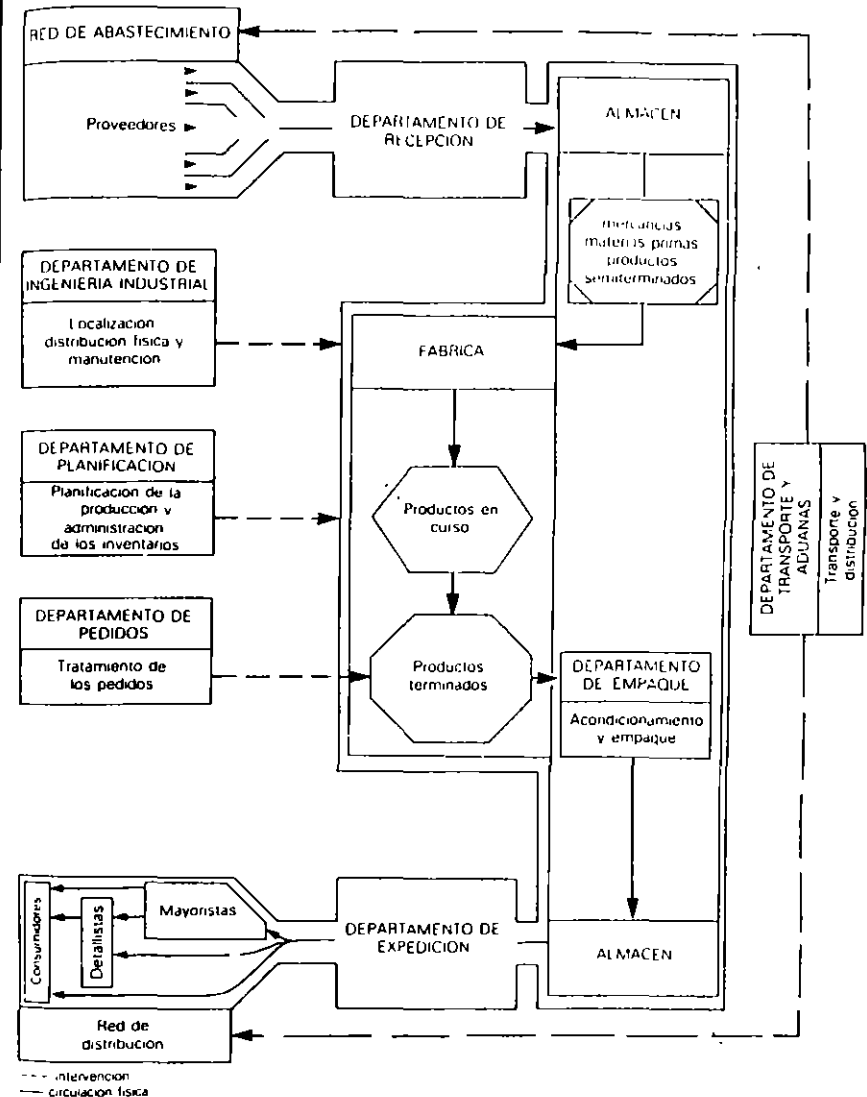 RED DE ABASTECIMIENTO
Proveedores
DEPARTAMENTO DE
RECEPCION
ALMACEN
mercancias
materias primas
productos
semiterminados
DEPARTAMENTO DE
INGENIERIA INDUSTRIAL
Localizacion
distribucion fisica y
manutencion
FABRICA
DEPARTAMENTO DE
PLANIFICACION
Planificacion de la
produccion y
administracion
de los inventarios
Productos en
curso
DEPARTAMENTO DE
TRANSPORTE Y
ADUANAS
Transporte y
distribucion
DEPARTAMENTO DE
PEDIDOS
Tratamiento de
los pedidos
Productos
terminados
DEPARTAMENTO
DE EMPAQUE
Acondicionamiento
y empaque
Consumidores
Detallistas
Mayoristas
DEPARTAMENTO DE
EXPEDICION
ALMACEN
Red de
distribucion
intervencion
circulacion fisica